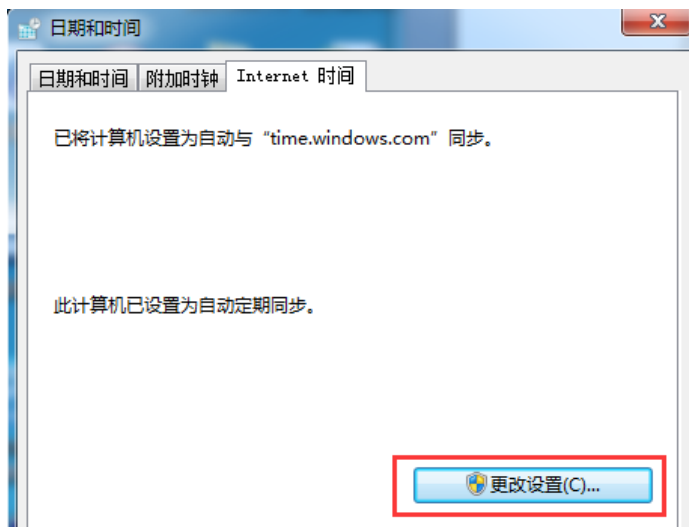 日期和时间
日期和时间 附加时钟 Internet 时间
已将计算机设置为自动与“time.windows.com”同步。
此计算机已设置为自动定期同步。
更改设置(C)...